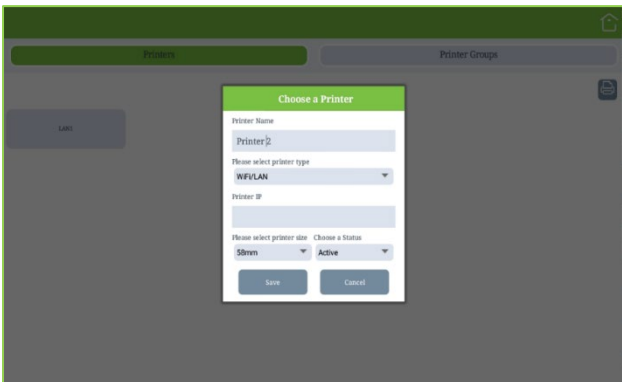 Printers Printer Groups
Choose a Printer
Printer Name
LAB1
Printer 2
Please select printer type
WiFi/LAN
Printer IP
Please select printer size Choose a Status
58mm Active
Save Cancel